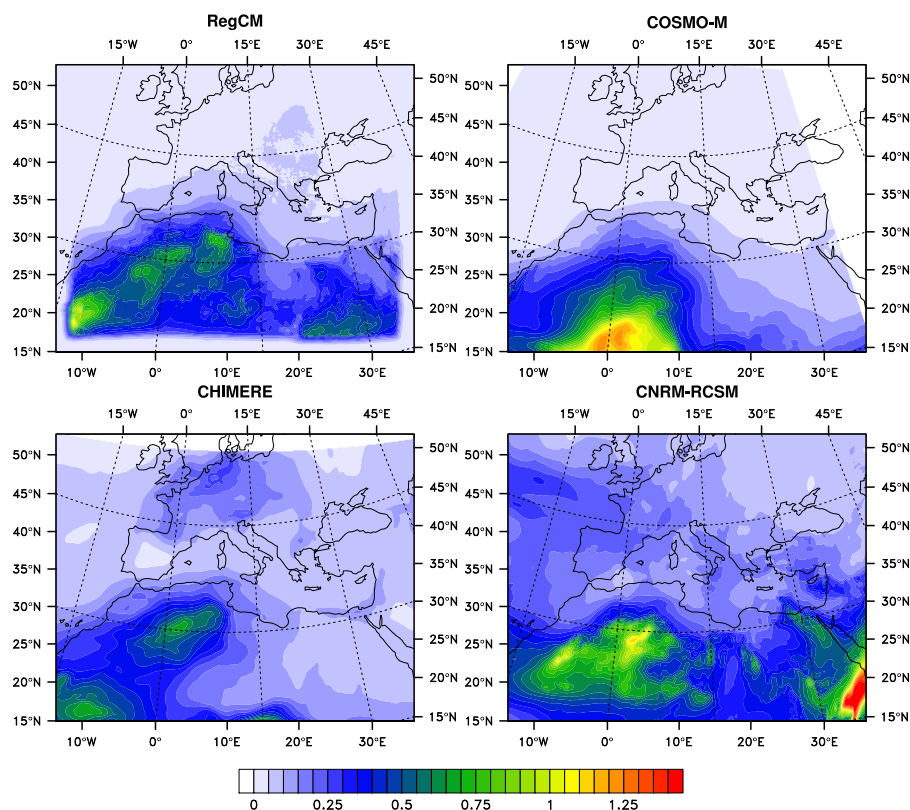 RegCM COSMO-M
15°W 0° 15°E 30°E 45°E 15°W 0° 15°E 30°E 45°E
50°N 50°N 50°N 50°N
45°N 45°N 45°N 45°N
40°N 40°N 40°N 40°N
35°N 35°N 35°N 35°N
30°N 30°N 30°N 30°N
25°N 25°N 25°N 25°N
20°N 20°N 20°N 20°N
15°N 15°N 15°N 15°N
10°W 0° 10°E 20°E 30°E 10°W 0° 10°E 20°E 30°E
CHIMERE CNRM-RCSM
15°W 0° 15°E 30°E 45°E 15°W 0° 15°E 30°E 45°E
50°N 50°N 50°N 50°N
45°N 45°N 45°N 45°N
40°N 40°N 40°N 40°N
35°N 35°N 35°N 35°N
30°N 30°N 30°N 30°N
25°N 25°N 25°N 25°N
20°N 20°N 20°N 20°N
15°N 15°N 15°N 15°N
10°W 0° 10°E 20°E 30°E 10°W 0° 10°E 20°E 30°E
0 0.25 0.5 0.75 1 1.25